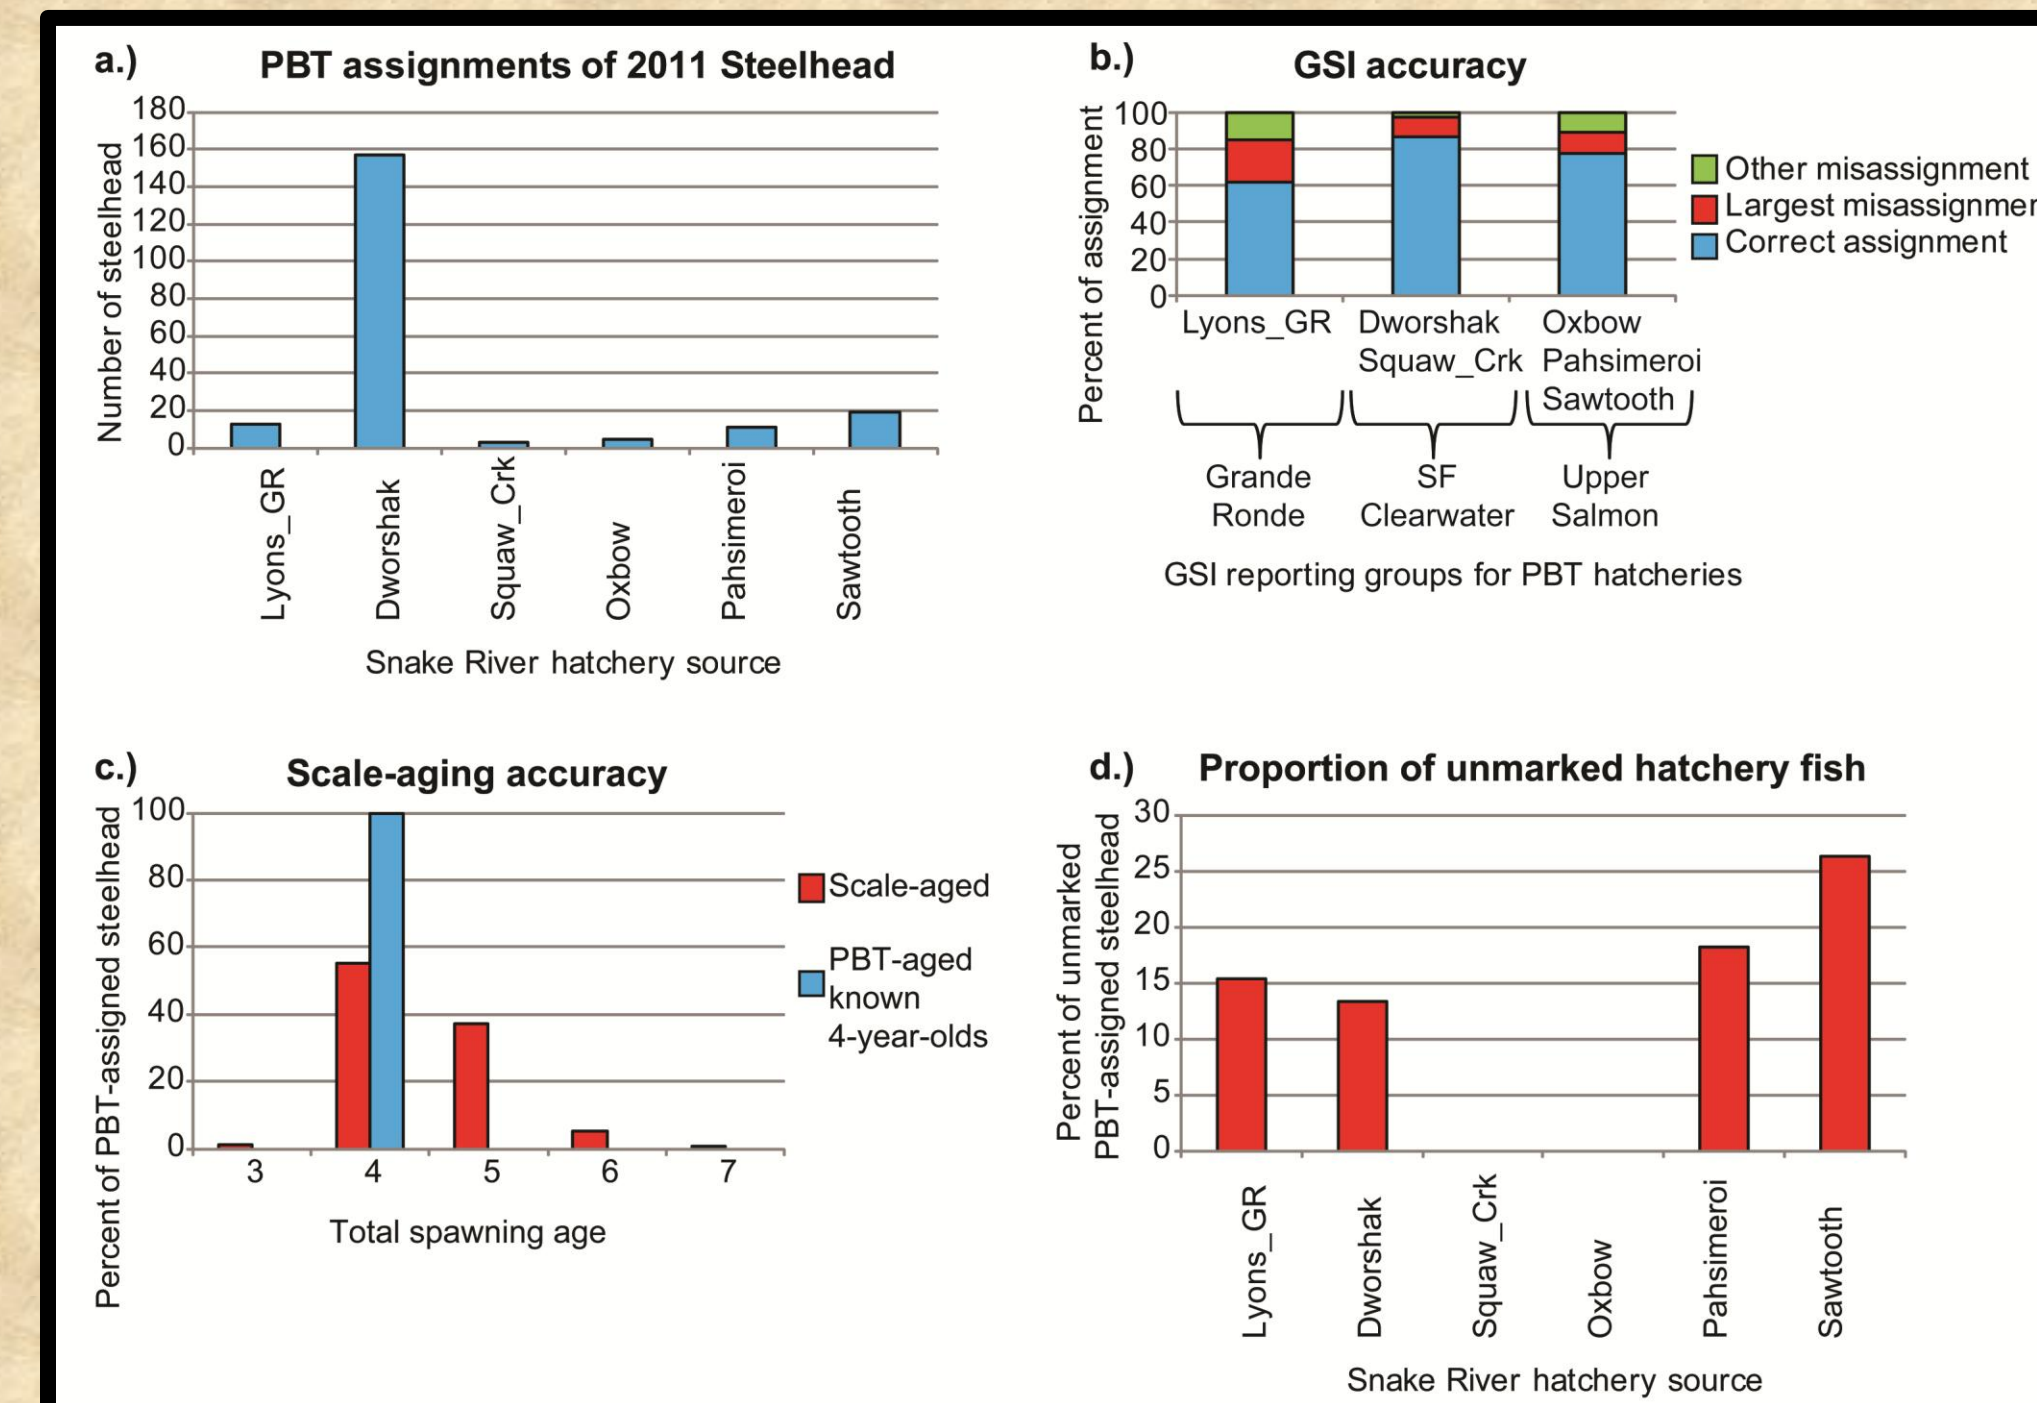 a.)
PBT assignments of 2011 Steelhead
Number of steelhead
180
160
140
120
100
80
60
40
20
0
Lyons_GR
Dworshak
Squaw_Crk
Oxbow
Pahsimeroi
Sawtooth
Snake River hatchery source
b.)
GSI accuracy
Percent of assignment
100
80
60
40
20
0
Other misassignment
Largest misassignmen
Correct assignment
Lyons_GR
Dworshak
Squaw_Crk
Oxbow
Pahsimeroi
Sawtooth
Grande
Ronde
SF
Clearwater
Upper
Salmon
GSI reporting groups for PBT hatcheries
c.)
Scale-aging accuracy
Percent of PBT-assigned steelhead
100
80
60
40
20
0
3 4 5 6 7
Total spawning age
Scale-aged
PBT-aged
known
4-year-olds
d.)
Proportion of unmarked hatchery fish
Percent of unmarked
PBT-assigned steelhead
30
25
20
15
10
5
0
Lyons_GR
Dworshak
Squaw_Crk
Oxbow
Pahsimeroi
Sawtooth
Snake River hatchery source